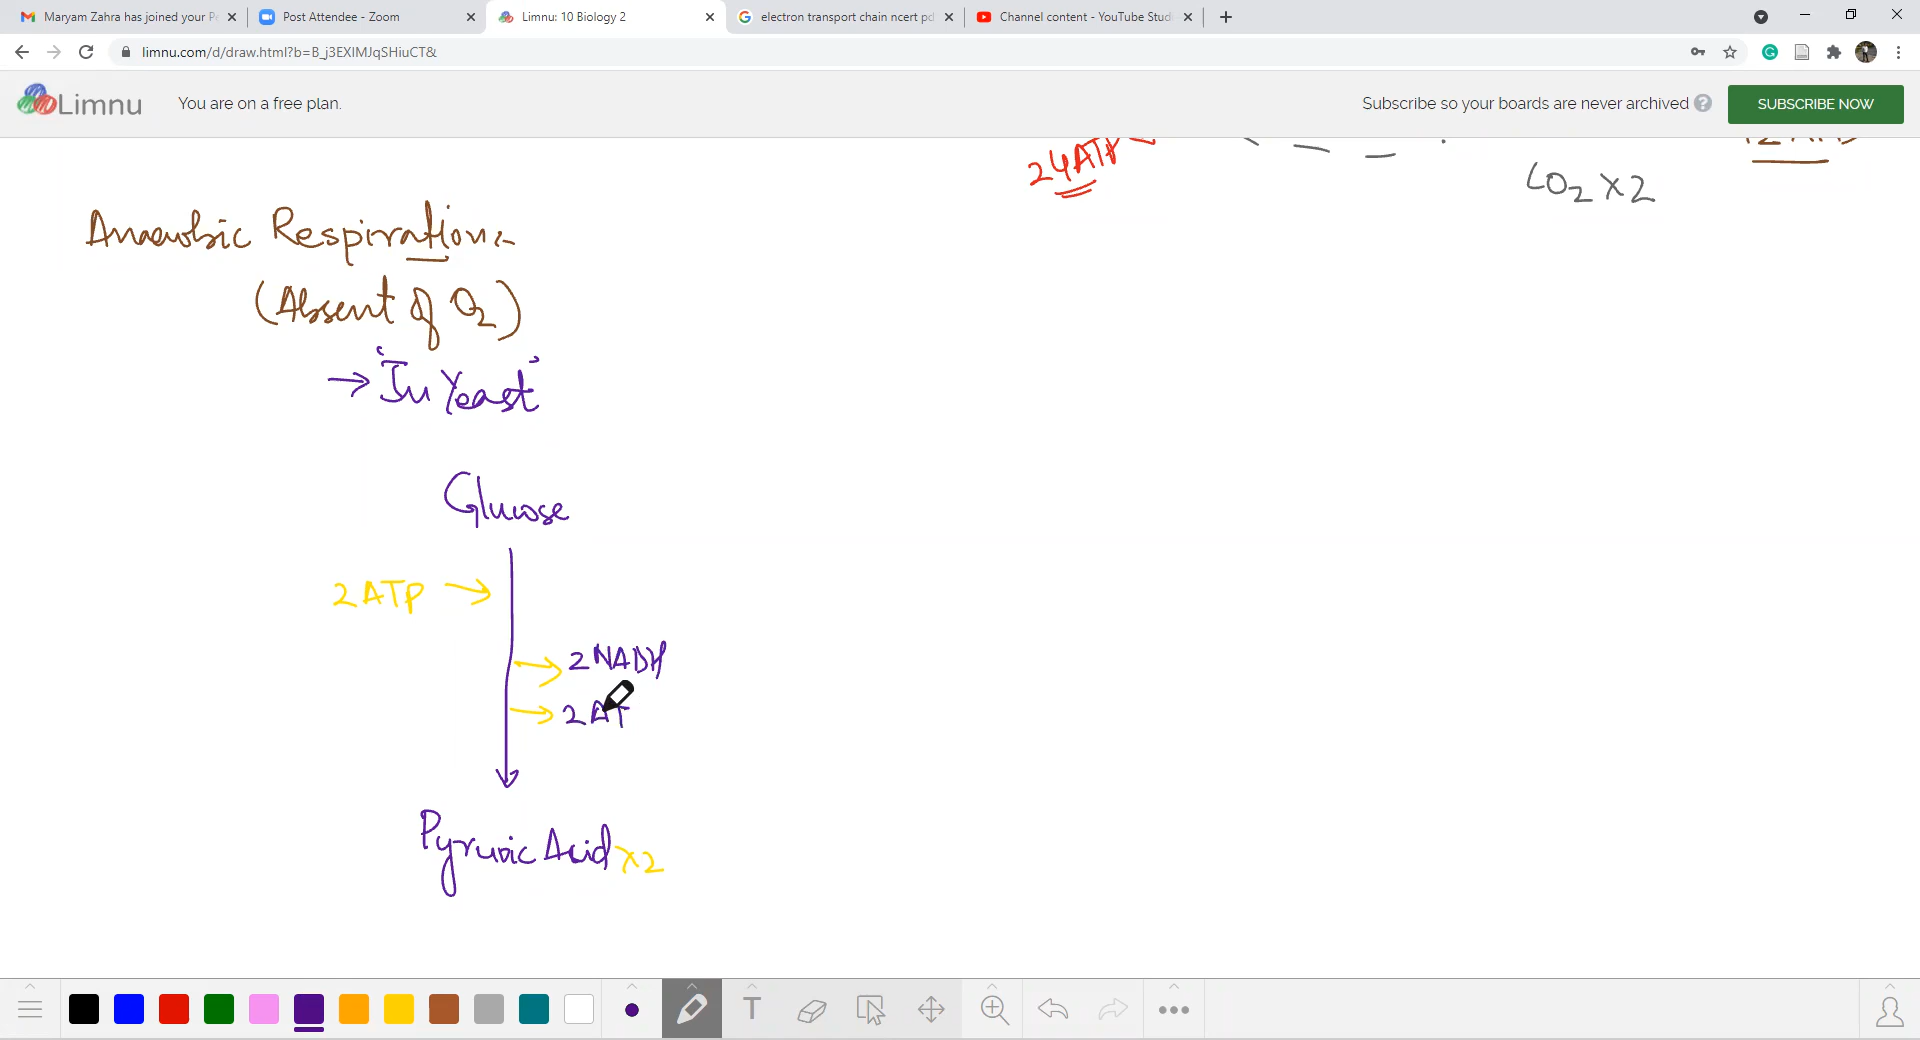 Maryam Zahra has joined your Pe
Post Attendee - Zoom
Limnu: 10 Biology 2
electron transport chain ncert pd
Channel content - YouTube Stud
limnu.com/d/draw.html?b=B_j3EXIMJqSHiuCT&
Limnu
You are on a free plan.
Subscribe so your boards are never archived ?
SUBSCRIBE NOW
24ATP
CO2 X2
Anaerobic Respiration:-
(Absent of O2)
→ "In Yeast"
Glucose
2ATP →
→ 2NADH
→ 2AT
Pyruvic Acid X2
T